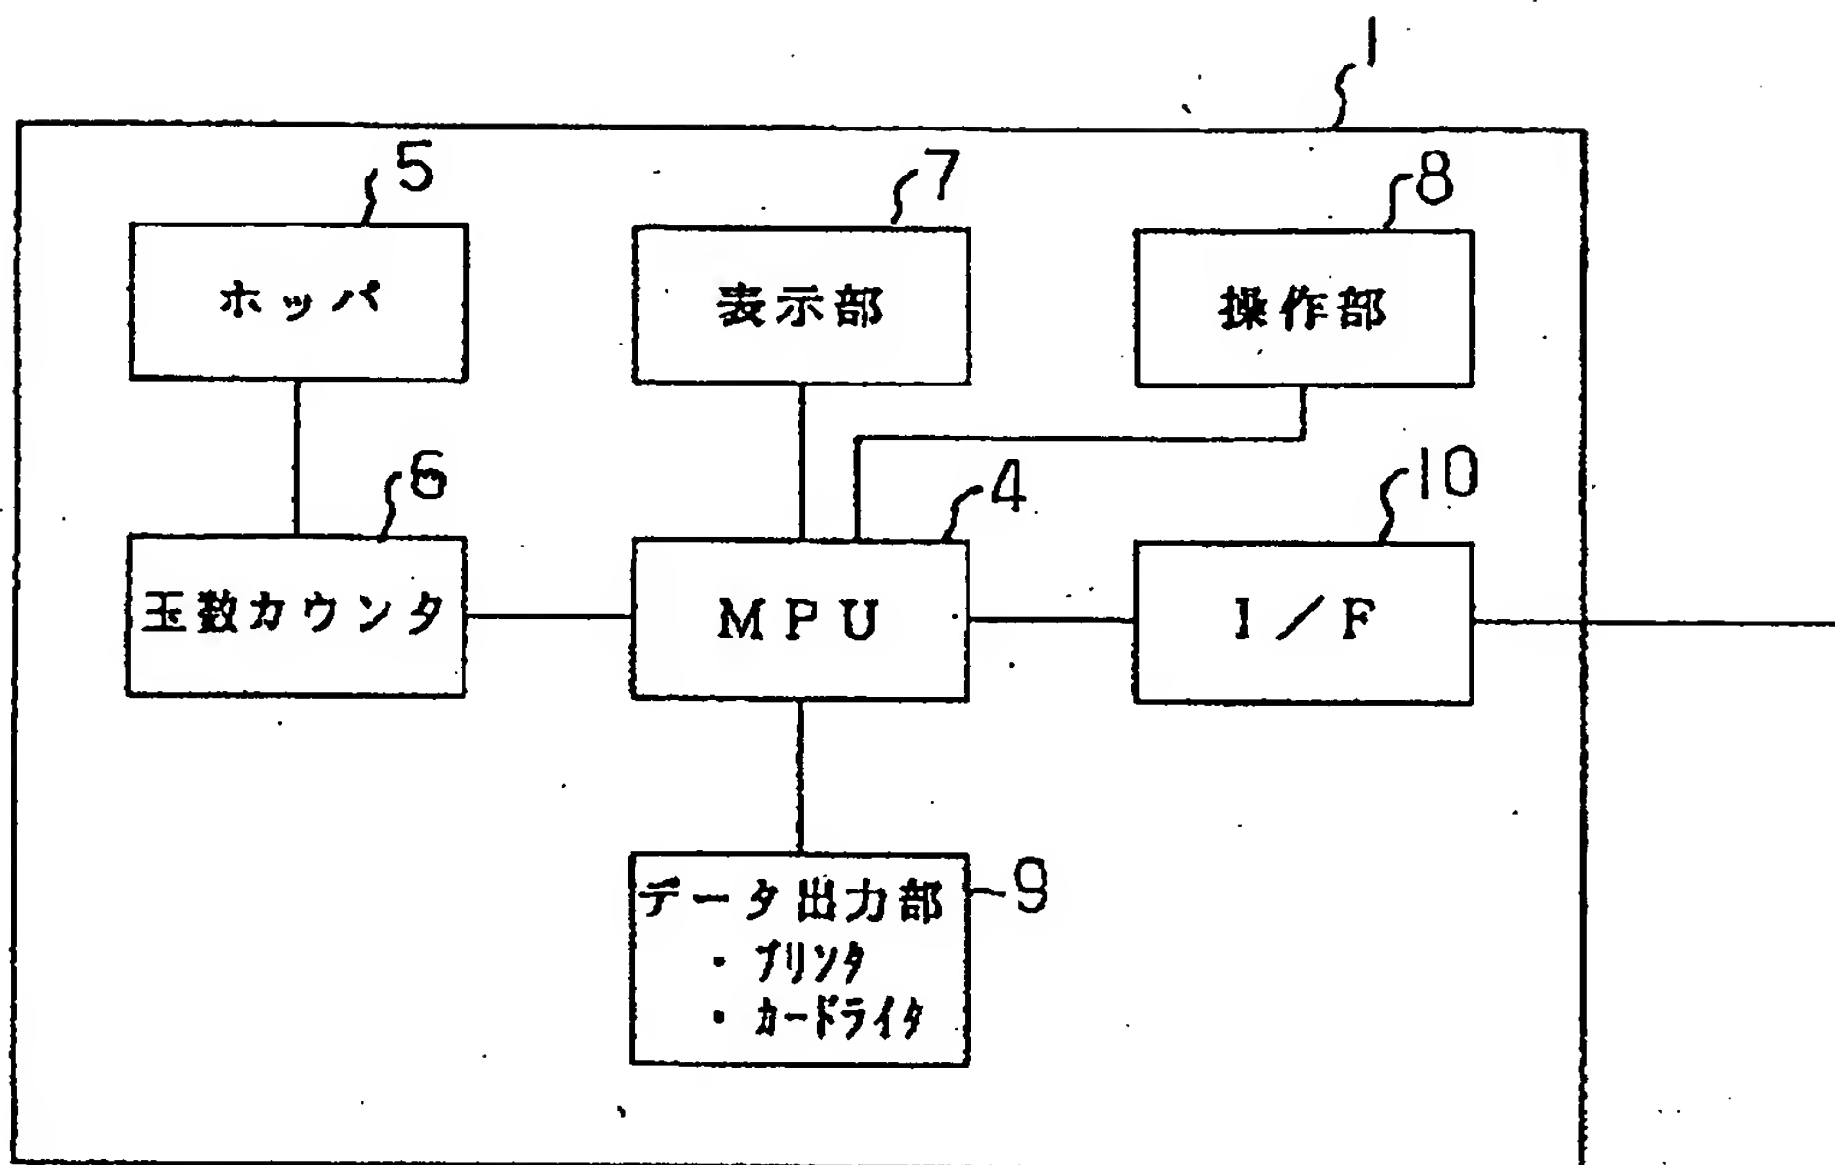 1
5
7
8
ホッパ
表示部
操作部
6
4
10
玉数カウンタ
MPU
I/F
データ出力部
9
・プリンタ
・カードライタ